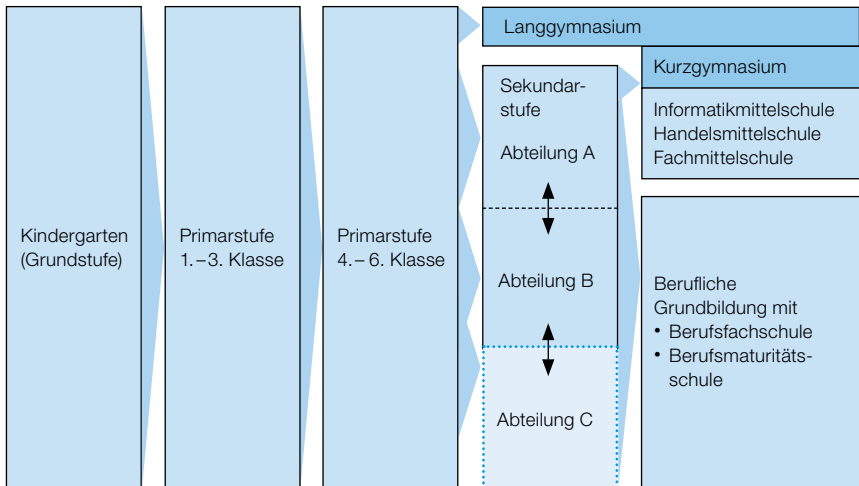 Kindergarten
(Grundstufe)
Primarstufe
1.–3. Klasse
Primarstufe
4.–6. Klasse
Langgymnasium
Sekundar-
stufe
Abteilung A
Abteilung B
Abteilung C
Kurzgymnasium
Informatikmittelschule
Handelsmittelschule
Fachmittelschule
Berufliche
Grundbildung mit
• Berufsfachschule
• Berufsmaturitäts-
schule